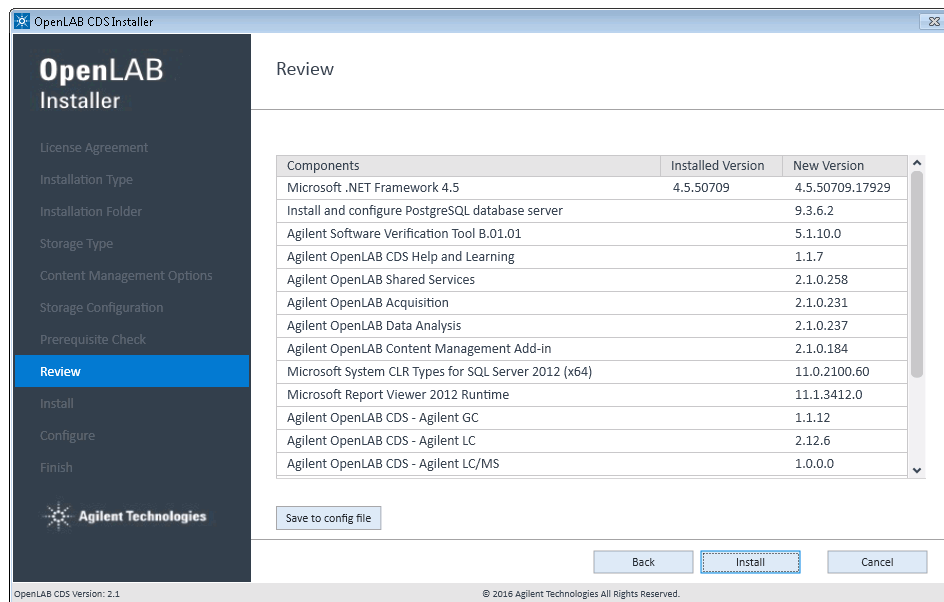 OpenLAB CDS Installer
OpenLAB
Installer
License Agreement
Installation Type
Installation Folder
Storage Type
Content Management Options
Storage Configuration
Prerequisite Check
Review
Install
Configure
Finish
Agilent Technologies
Review
Components Installed Version New Version
Microsoft .NET Framework 4.5 4.5.50709 4.5.50709.17929
Install and configure PostgreSQL database server 9.3.6.2
Agilent Software Verification Tool B.01.01 5.1.10.0
Agilent OpenLAB CDS Help and Learning 1.1.7
Agilent OpenLAB Shared Services 2.1.0.258
Agilent OpenLAB Acquisition 2.1.0.231
Agilent OpenLAB Data Analysis 2.1.0.237
Agilent OpenLAB Content Management Add-in 2.1.0.184
Microsoft System CLR Types for SQL Server 2012 (x64) 11.0.2100.60
Microsoft Report Viewer 2012 Runtime 11.1.3412.0
Agilent OpenLAB CDS - Agilent GC 1.1.12
Agilent OpenLAB CDS - Agilent LC 2.12.6
Agilent OpenLAB CDS - Agilent LC/MS 1.0.0.0
Save to config file
Back Install Cancel
OpenLAB CDS Version: 2.1 © 2016 Agilent Technologies All Rights Reserved.